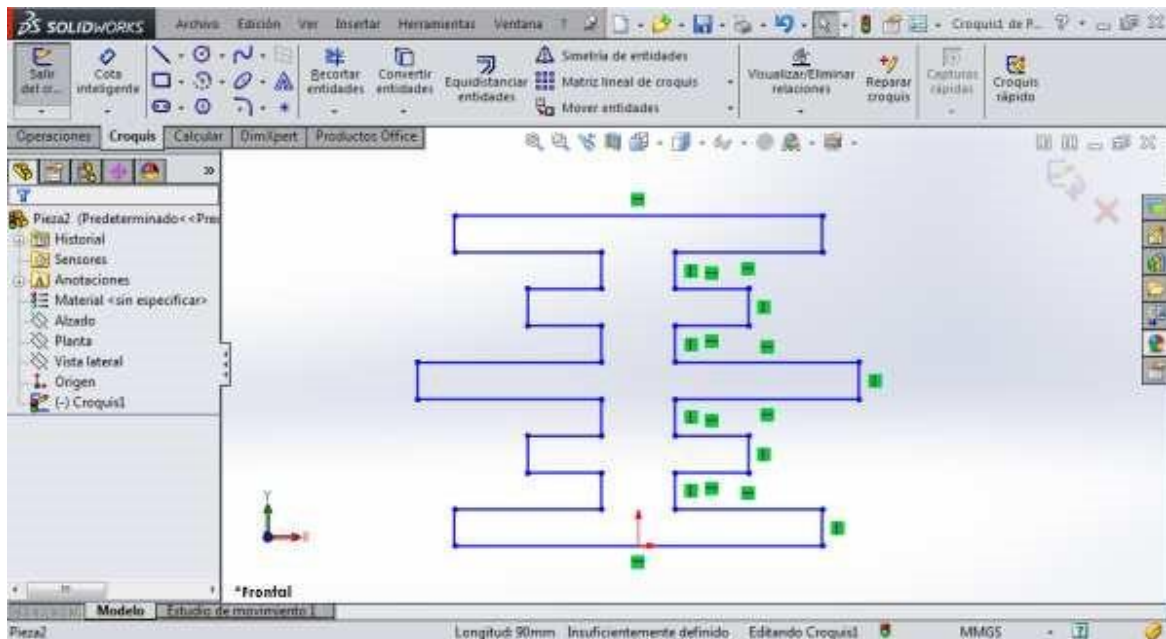 SOLIDWORKS Archivo Edición Ver Insertar Herramientas Ventana ? Croquis1 de P...
Salir del cr...
Cota inteligente
Recortar entidades
Convertir entidades
Equidistanciar entidades
Simetría de entidades
Matriz lineal de croquis
Mover entidades
Visualizar/Eliminar relaciones
Reparar croquis
Capturas rápidas
Croquis rápido
Operaciones Croquis Calcular DimXpert Productos Office
Pieza2 (Predeterminado<<Pre
Historial
Sensores
Anotaciones
Material <sin especificar>
Alzado
Planta
Vista lateral
Origen
(-) Croquis1
Y
X
*Frontal
Modelo Estudio de movimiento 1
Pieza2 Longitud: 90mm Insuficientemente definido Editando Croquis1 MMGS